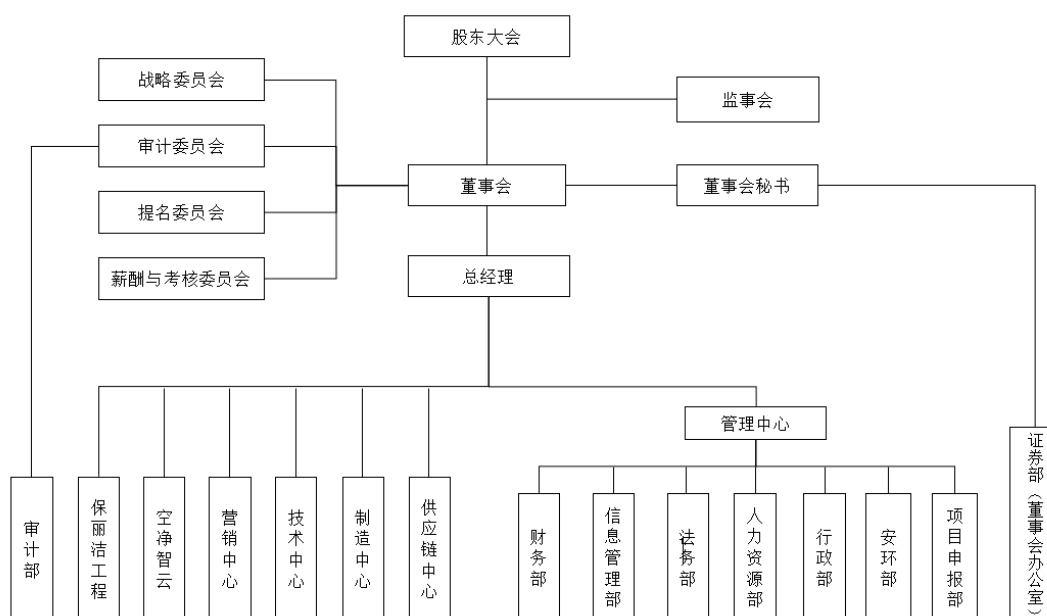 股东大会
战略委员会
监事会
审计委员会
董事会
董事会秘书
提名委员会
薪酬与考核委员会
总经理
管理中心
审计部
保丽洁工程
空净智云
营销中心
技术中心
制造中心
供应链中心
财务部
信息管理部
法务部
人力资源部
行政部
安环部
项目申报部
证券部（董事会办公室）